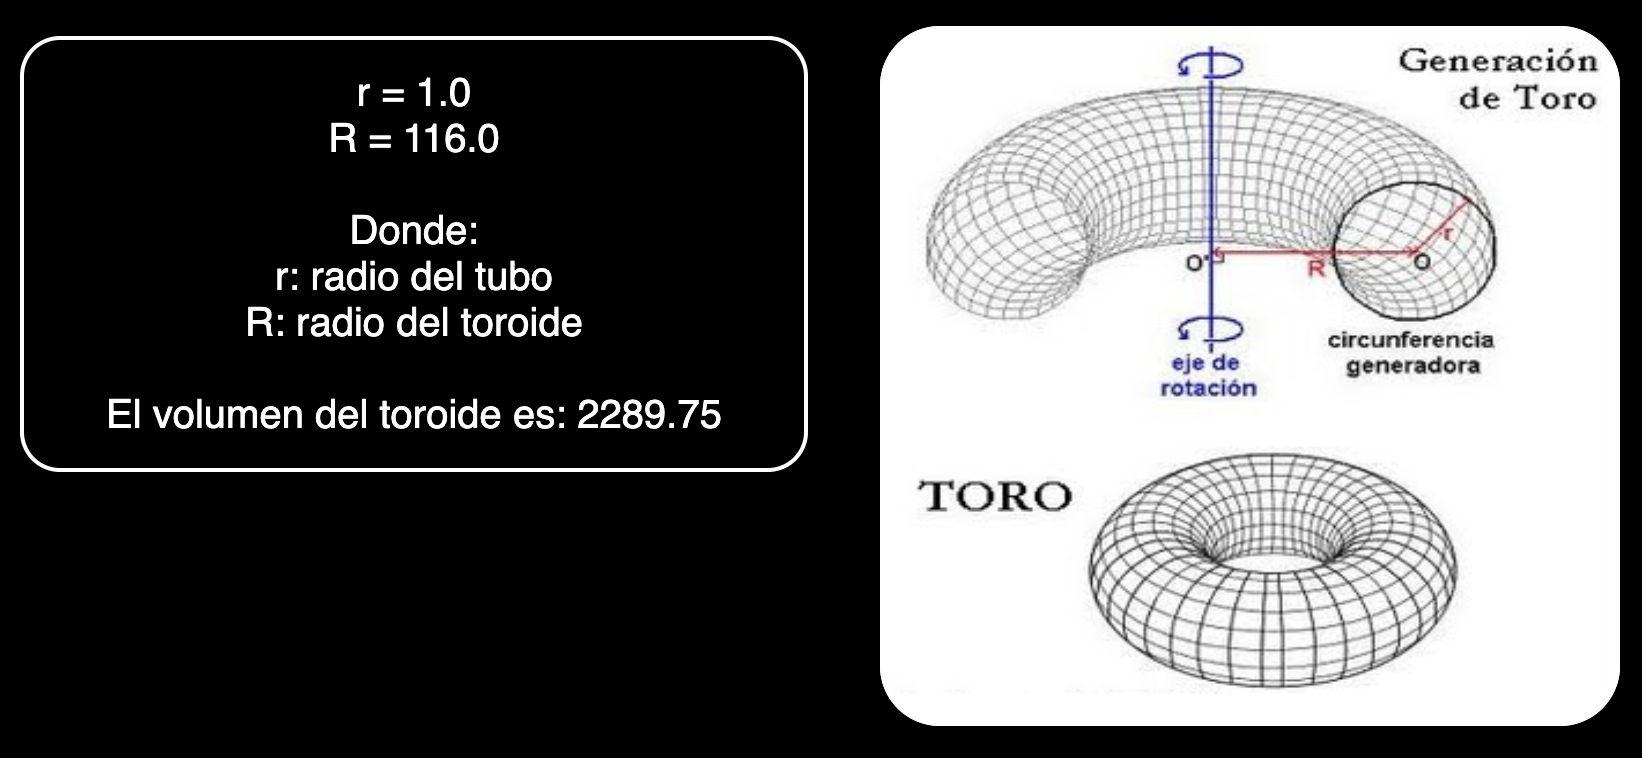 r = 1.0
R = 116.0
Donde:
r: radio del tubo
R: radio del toroide
El volumen del toroide es: 2289.75
Generación
de Toro
r
O'
R
O
circunferencia
generadora
eje de
rotación
TORO